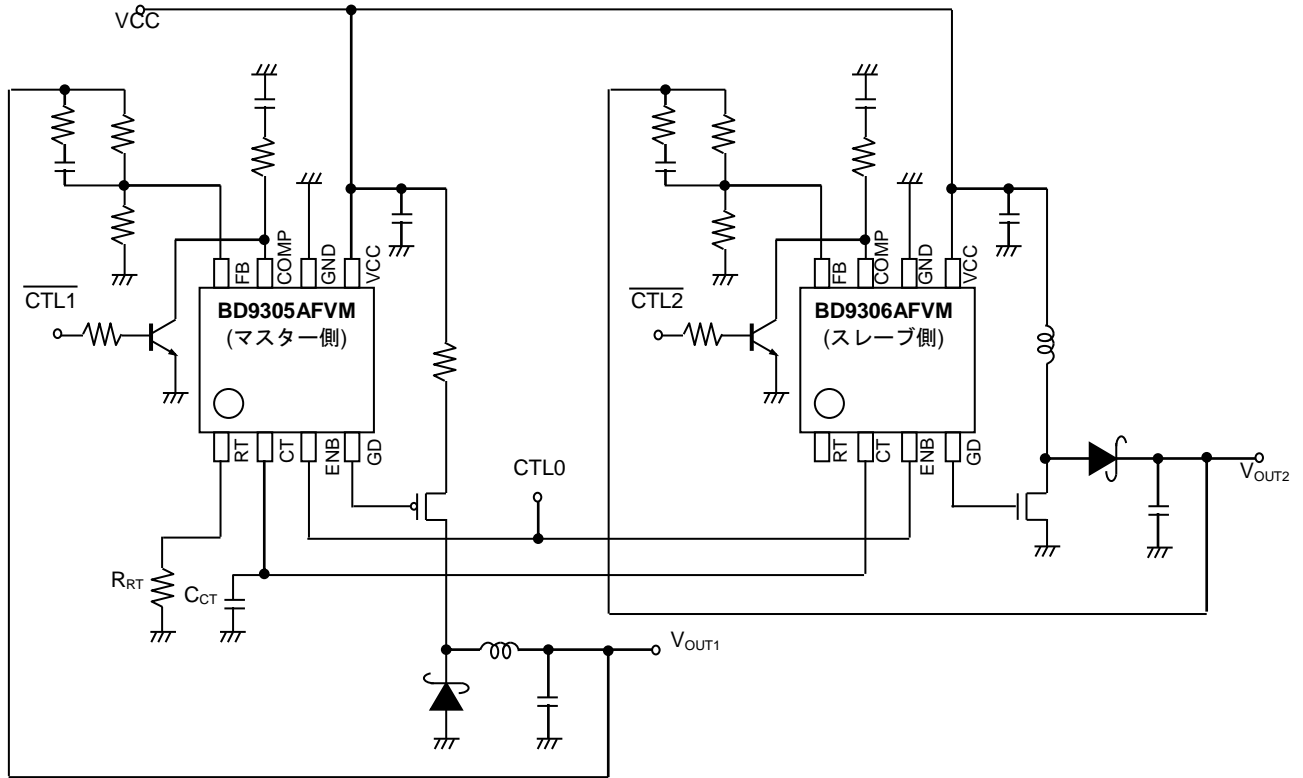 VCC
FB
COMP
GND
VCC
FB
COMP
GND
VCC
CTL1
BD9305AFVM
(マスター側)
CTL2
BD9306AFVM
(スレーブ側)
RT
CT
ENB
GD
CTL0
RT
CT
ENB
GD
VOUT2
RRT
CCT
VOUT1